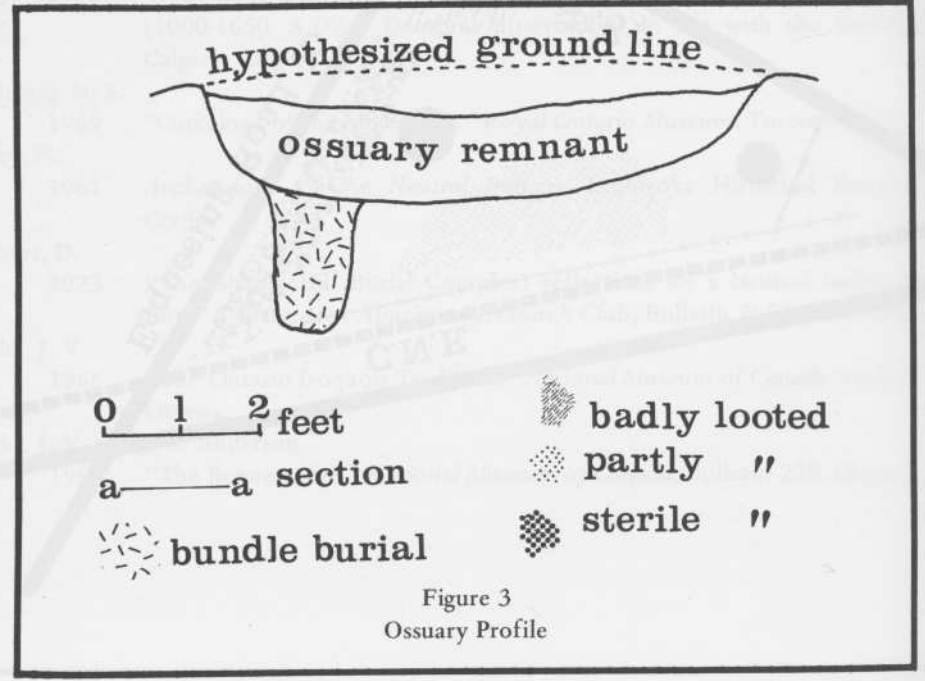 hypothesized ground line
ossuary remnant
0 1 2 feet
a a section
bundle burial
badly looted
partly "
sterile "
Figure 3
Ossuary Profile